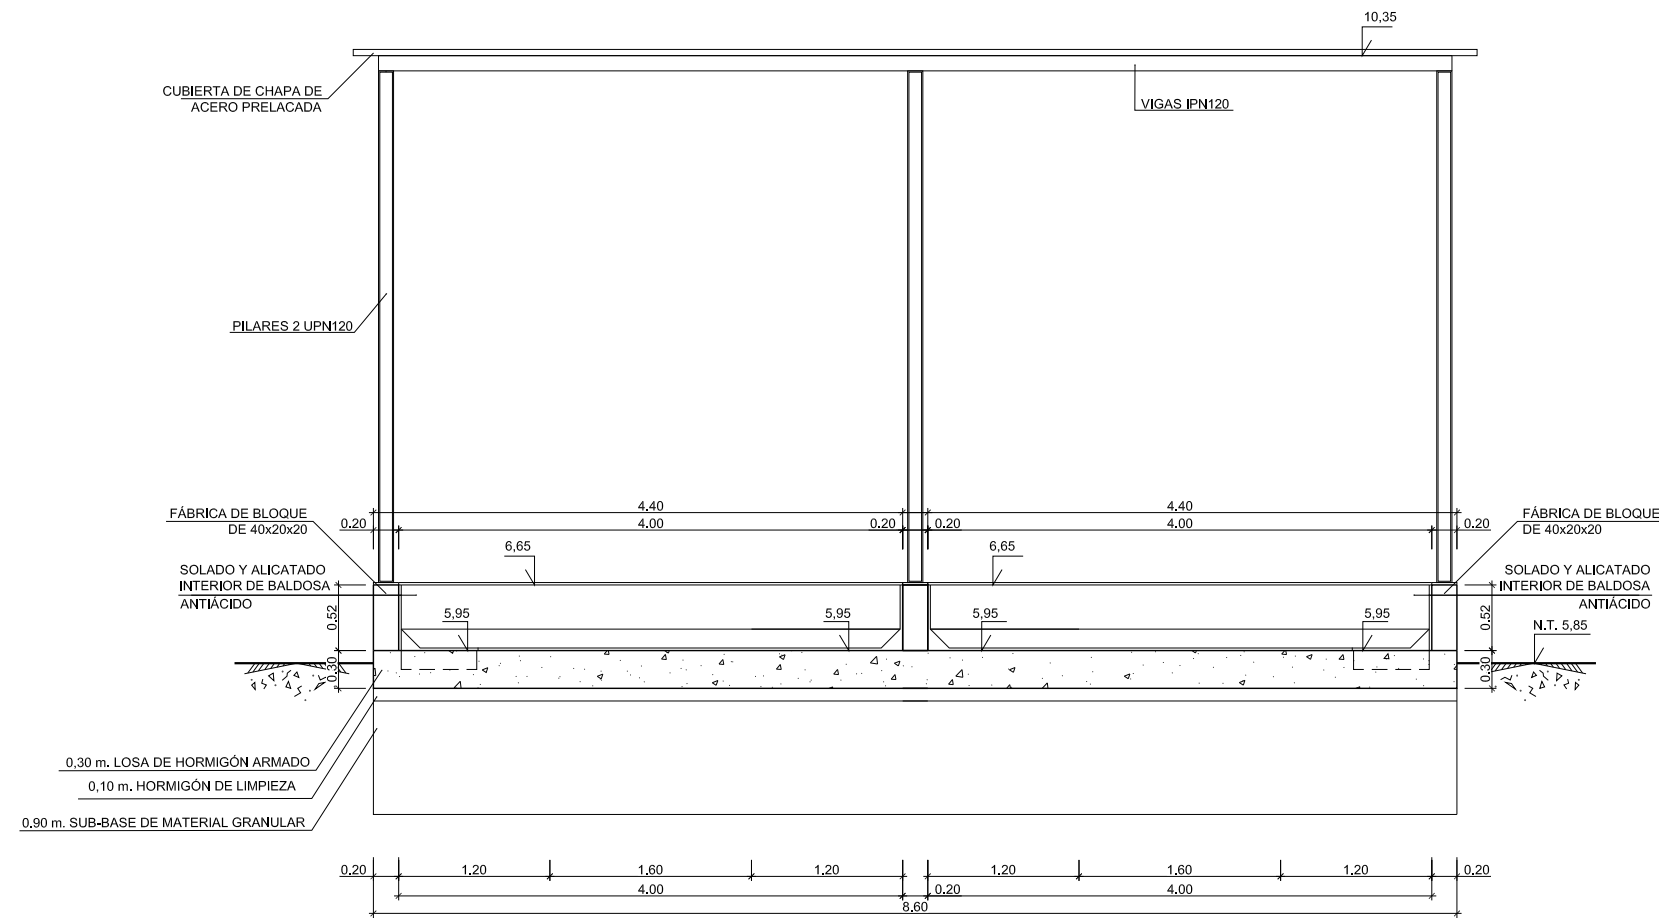 10,35
CUBIERTA DE CHAPA DE
ACERO PRELACADA
VIGAS IPN120
PILARES 2 UPN120
4.40
4.40
FÁBRICA DE BLOQUE
DE 40x20x20
0.20
4.00
0.20
0.20
4.00
0.20
FÁBRICA DE BLOQUE
DE 40x20x20
6,65
6,65
SOLADO Y ALICATADO
INTERIOR DE BALDOSA
ANTIÁCIDO
SOLADO Y ALICATADO
INTERIOR DE BALDOSA
ANTIÁCIDO
0.52
5,95
5,95
5,95
5,95
0.52
N.T. 5,85
0.30
0.30
0,30 m. LOSA DE HORMIGÓN ARMADO
0,10 m. HORMIGÓN DE LIMPIEZA
0.90 m. SUB-BASE DE MATERIAL GRANULAR
0.20
1.20
1.60
1.20
1.20
1.60
1.20
0.20
4.00
0.20
4.00
8.60